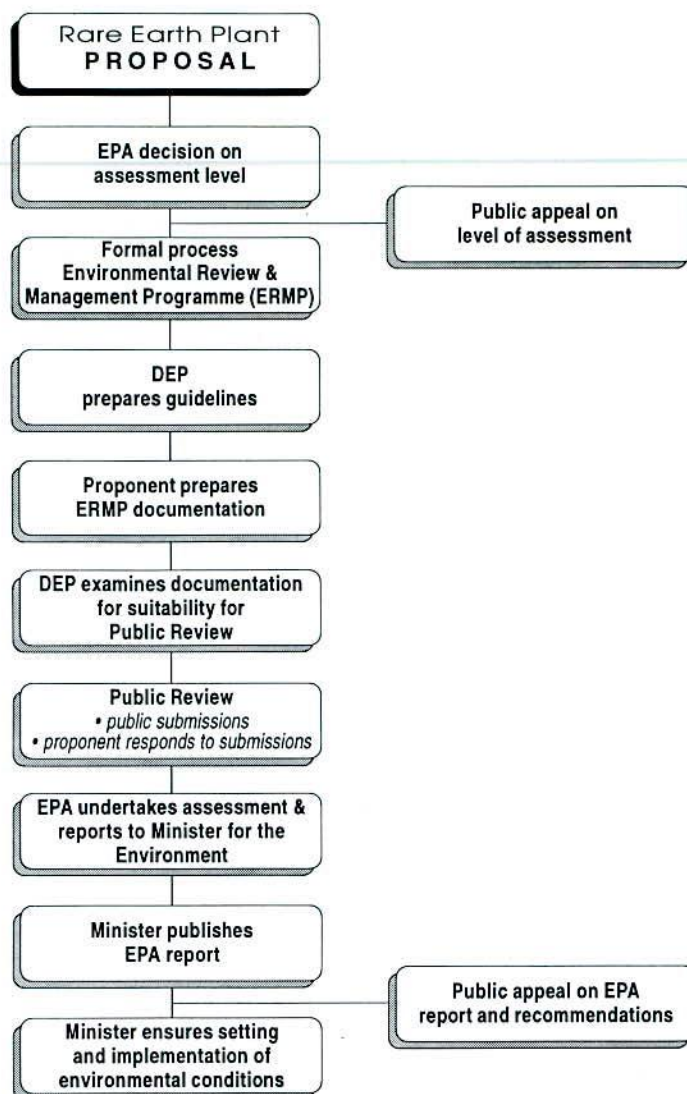 Rare Earth Plant
PROPOSAL
EPA decision on
assessment level
Public appeal on
level of assessment
Formal process
Environmental Review &
Management Programme (ERMP)
DEP
prepares guidelines
Proponent prepares
ERMP documentation
DEP examines documentation
for suitability for
Public Review
Public Review
• public submissions
• proponent responds to submissions
EPA undertakes assessment &
reports to Minister for the
Environment
Minister publishes
EPA report
Public appeal on EPA
report and recommendations
Minister ensures setting
and implementation of
environmental conditions